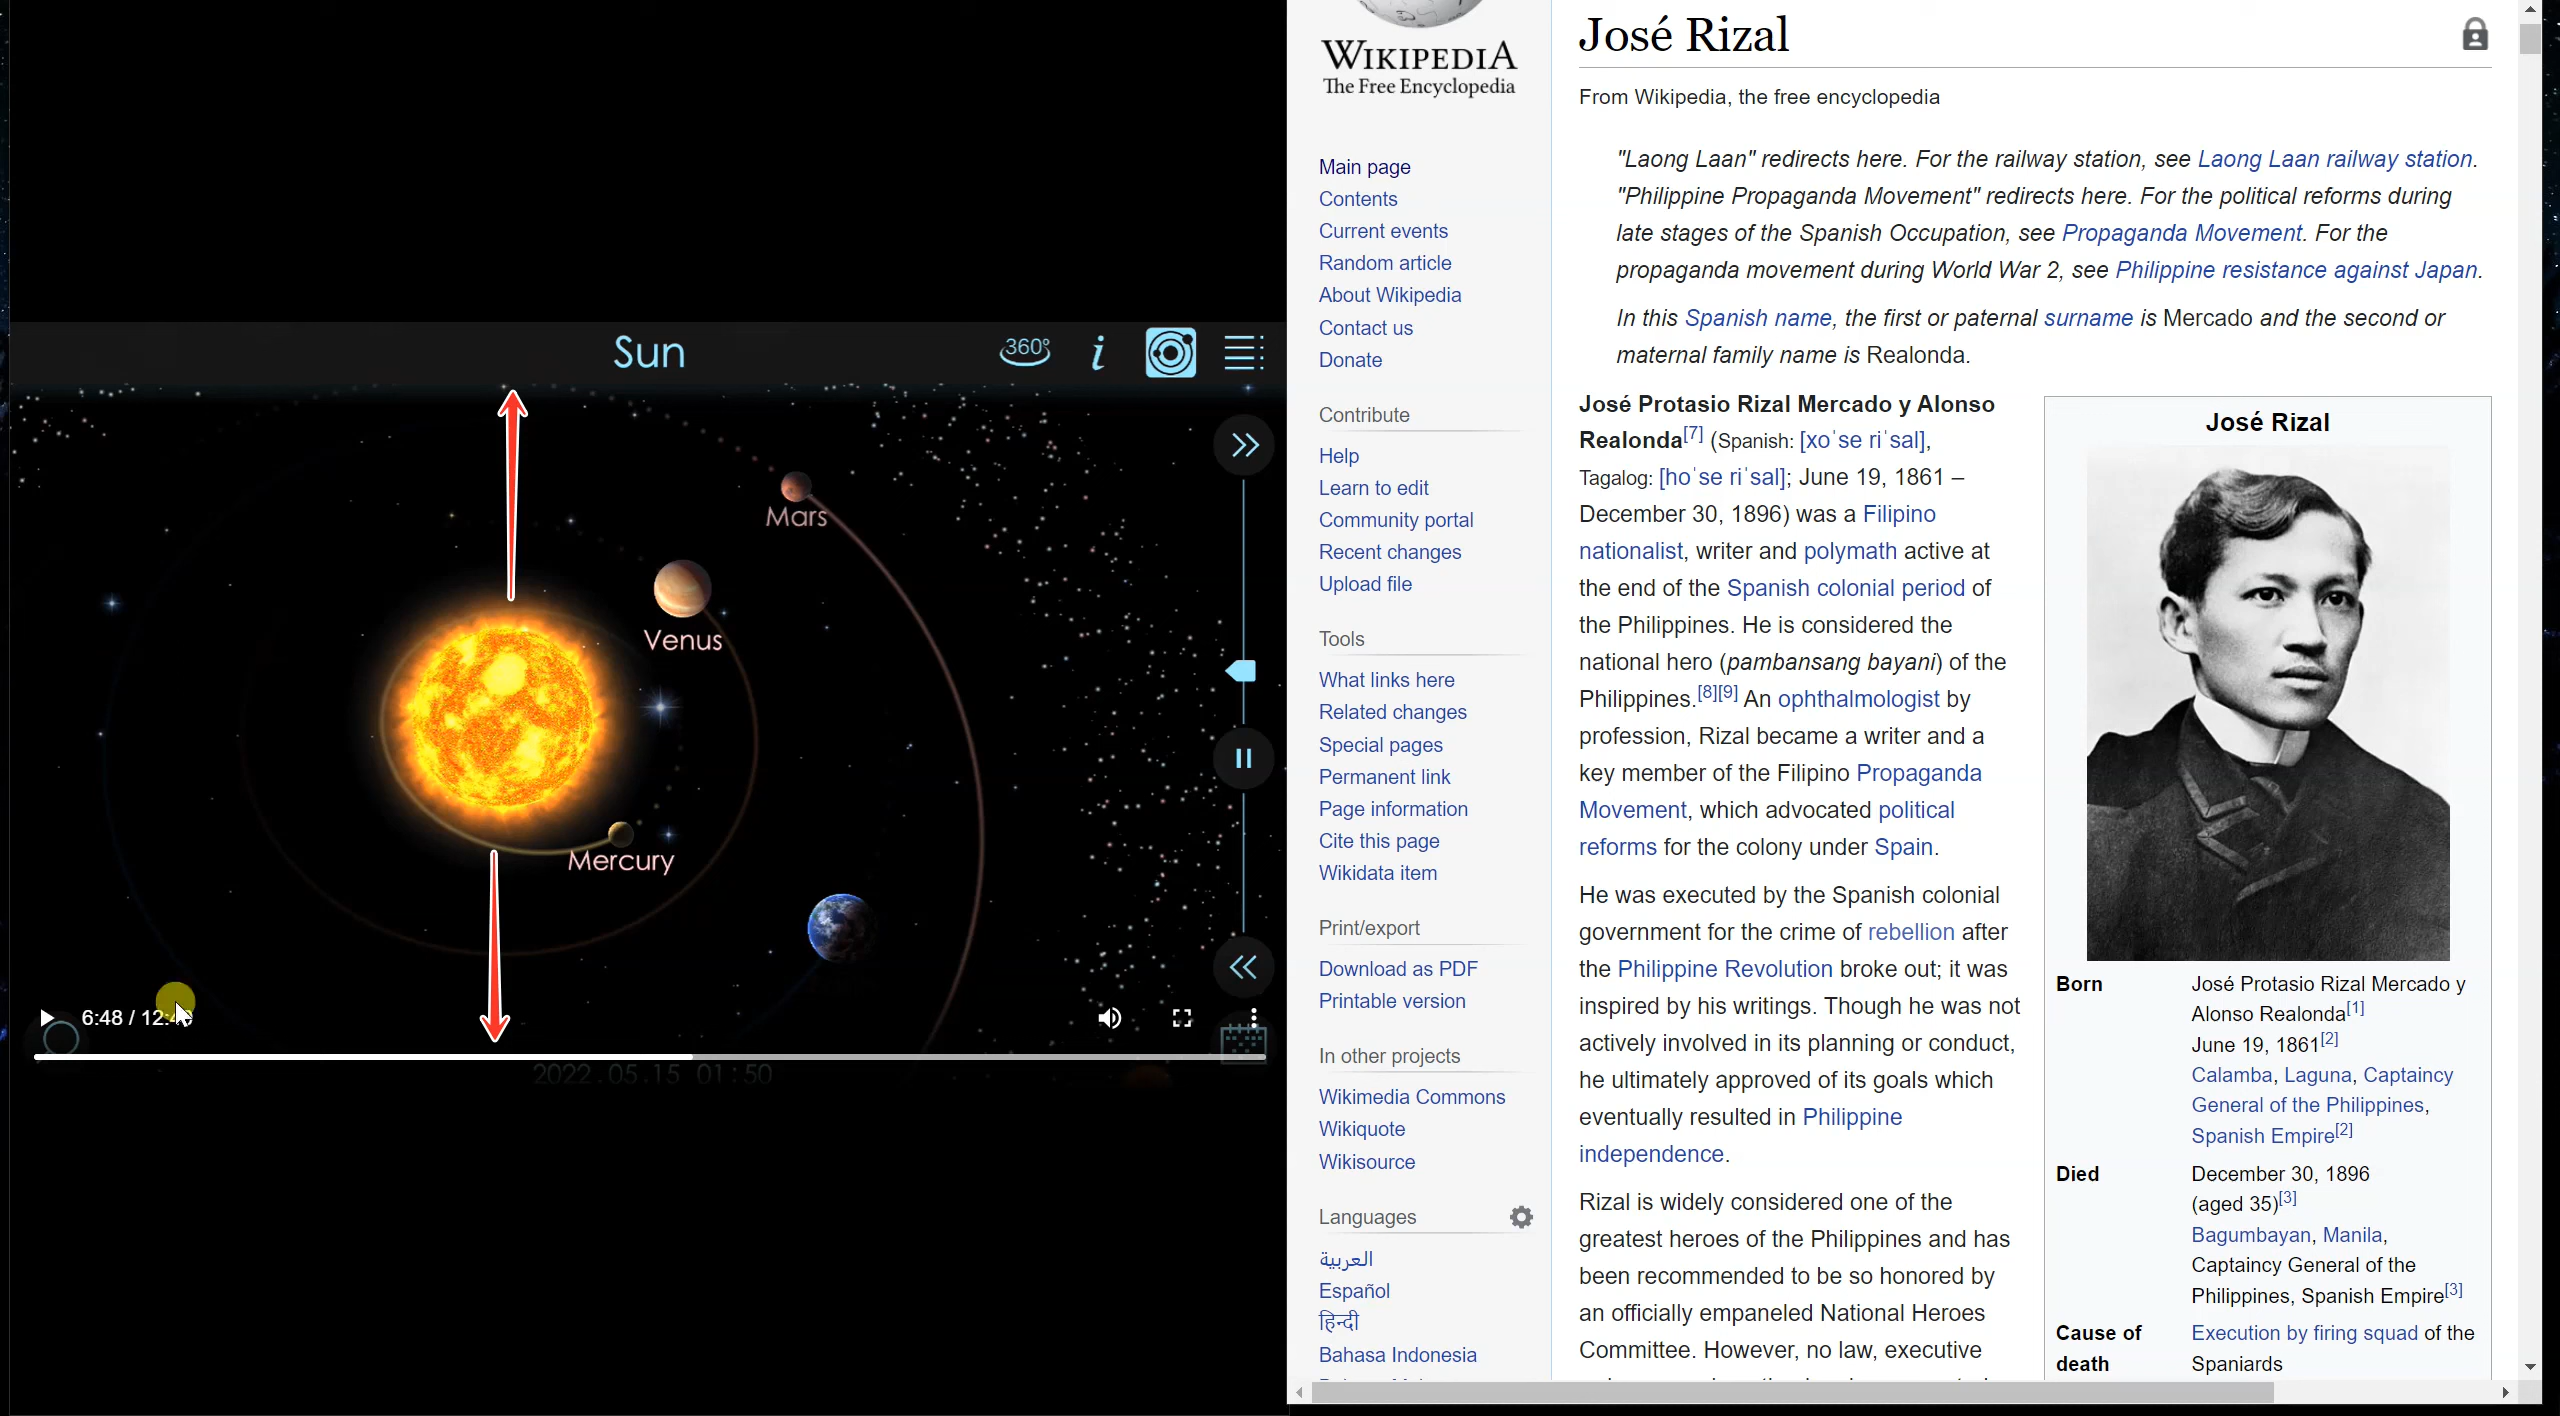 Sun
360°
i
Mars
Venus
Mercury
6:48 / 12:
2022.05.15 01:50
WIKIPEDIA
The Free Encyclopedia
Main page
Contents
Current events
Random article
About Wikipedia
Contact us
Donate
Contribute
Help
Learn to edit
Community portal
Recent changes
Upload file
Tools
What links here
Related changes
Special pages
Permanent link
Page information
Cite this page
Wikidata item
Print/export
Download as PDF
Printable version
In other projects
Wikimedia Commons
Wikiquote
Wikisource
Languages
العربية
Español
हिन्दी
Bahasa Indonesia
José Rizal
From Wikipedia, the free encyclopedia
"Laong Laan" redirects here. For the railway station, see Laong Laan railway station.
"Philippine Propaganda Movement" redirects here. For the political reforms during
late stages of the Spanish Occupation, see Propaganda Movement. For the
propaganda movement during World War 2, see Philippine resistance against Japan.
In this Spanish name, the first or paternal surname is Mercado and the second or
maternal family name is Realonda.
José Protasio Rizal Mercado y Alonso
Realonda[7] (Spanish: [xoˈse riˈsal],
Tagalog: [hoˈse riˈsal]; June 19, 1861 –
December 30, 1896) was a Filipino
nationalist, writer and polymath active at
the end of the Spanish colonial period of
the Philippines. He is considered the
national hero (pambansang bayani) of the
Philippines.[8][9] An ophthalmologist by
profession, Rizal became a writer and a
key member of the Filipino Propaganda
Movement, which advocated political
reforms for the colony under Spain.
He was executed by the Spanish colonial
government for the crime of rebellion after
the Philippine Revolution broke out; it was
inspired by his writings. Though he was not
actively involved in its planning or conduct,
he ultimately approved of its goals which
eventually resulted in Philippine
independence.
Rizal is widely considered one of the
greatest heroes of the Philippines and has
been recommended to be so honored by
an officially empaneled National Heroes
Committee. However, no law, executive
José Rizal
Born José Protasio Rizal Mercado y
Alonso Realonda[1]
June 19, 1861[2]
Calamba, Laguna, Captaincy
General of the Philippines,
Spanish Empire[2]
Died December 30, 1896
(aged 35)[3]
Bagumbayan, Manila,
Captaincy General of the
Philippines, Spanish Empire[3]
Cause of Execution by firing squad of the
death Spaniards